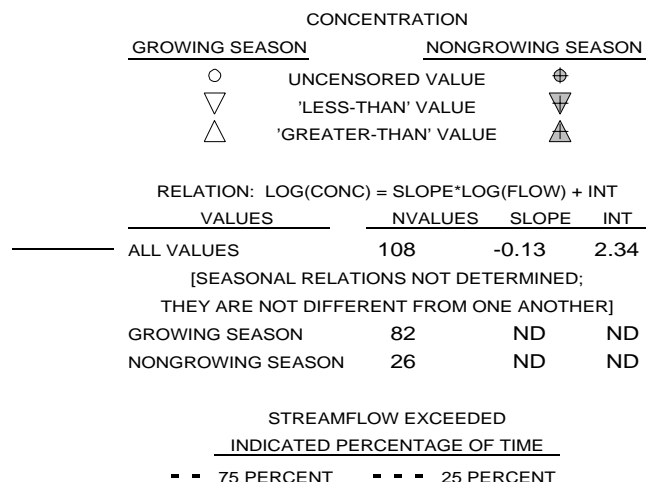 CONCENTRATION
GROWING SEASON NONGROWING SEASON
UNCENSORED VALUE
'LESS-THAN' VALUE
'GREATER-THAN' VALUE
RELATION: LOG(CONC) = SLOPE*LOG(FLOW) + INT
VALUES NVALUES SLOPE INT
ALL VALUES 108 -0.13 2.34
[SEASONAL RELATIONS NOT DETERMINED;
THEY ARE NOT DIFFERENT FROM ONE ANOTHER]
GROWING SEASON 82 ND ND
NONGROWING SEASON 26 ND ND
STREAMFLOW EXCEEDED
INDICATED PERCENTAGE OF TIME
75 PERCENT 25 PERCENT